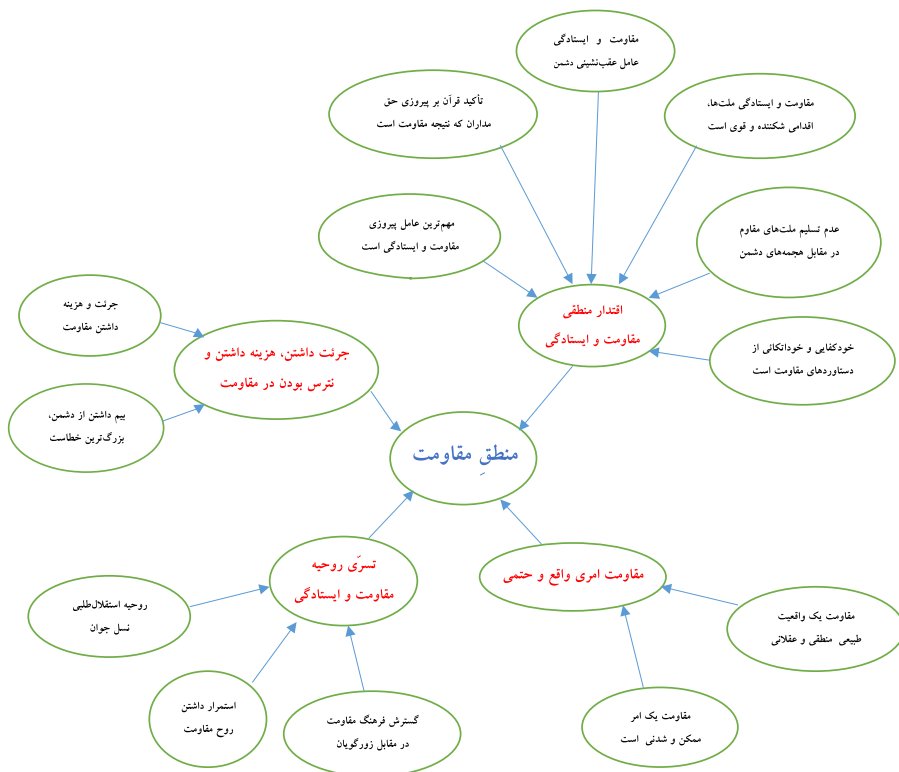 مقاومت و ایستادگی
عامل عقب‌نشینی دشمن
تأکید قرآن بر پیروزی حق
مداران که نتیجه مقاومت است
مقاومت و ایستادگی ملت‌ها،
اقدامی شکننده و قوی است
مهم‌ترین عامل پیروزی
مقاومت و ایستادگی است
عدم تسلیم ملت‌های مقاوم
در مقابل هجمه‌های دشمن
اقتدار منطقی
مقاومت و ایستادگی
خودکفایی و خوداتکائی از
دستاوردهای مقاومت است
جرئت و هزینه
داشتن مقاومت
جرئت داشتن، هزینه داشتن و
نترس بودن در مقاومت
بیم داشتن از دشمن،
بزرگ‌ترین خطاست
منطقِ مقاومت
تسرّی روحیه
مقاومت و ایستادگی
مقاومت امری واقع و حتمی
روحیه استقلال‌طلبی
نسل جوان
مقاومت یک واقعیت
طبیعی منطقی و عقلانی
استمرار داشتن
روح مقاومت
گسترش فرهنگ مقاومت
در مقابل زورگویان
مقاومت یک امر
ممکن و شدنی است